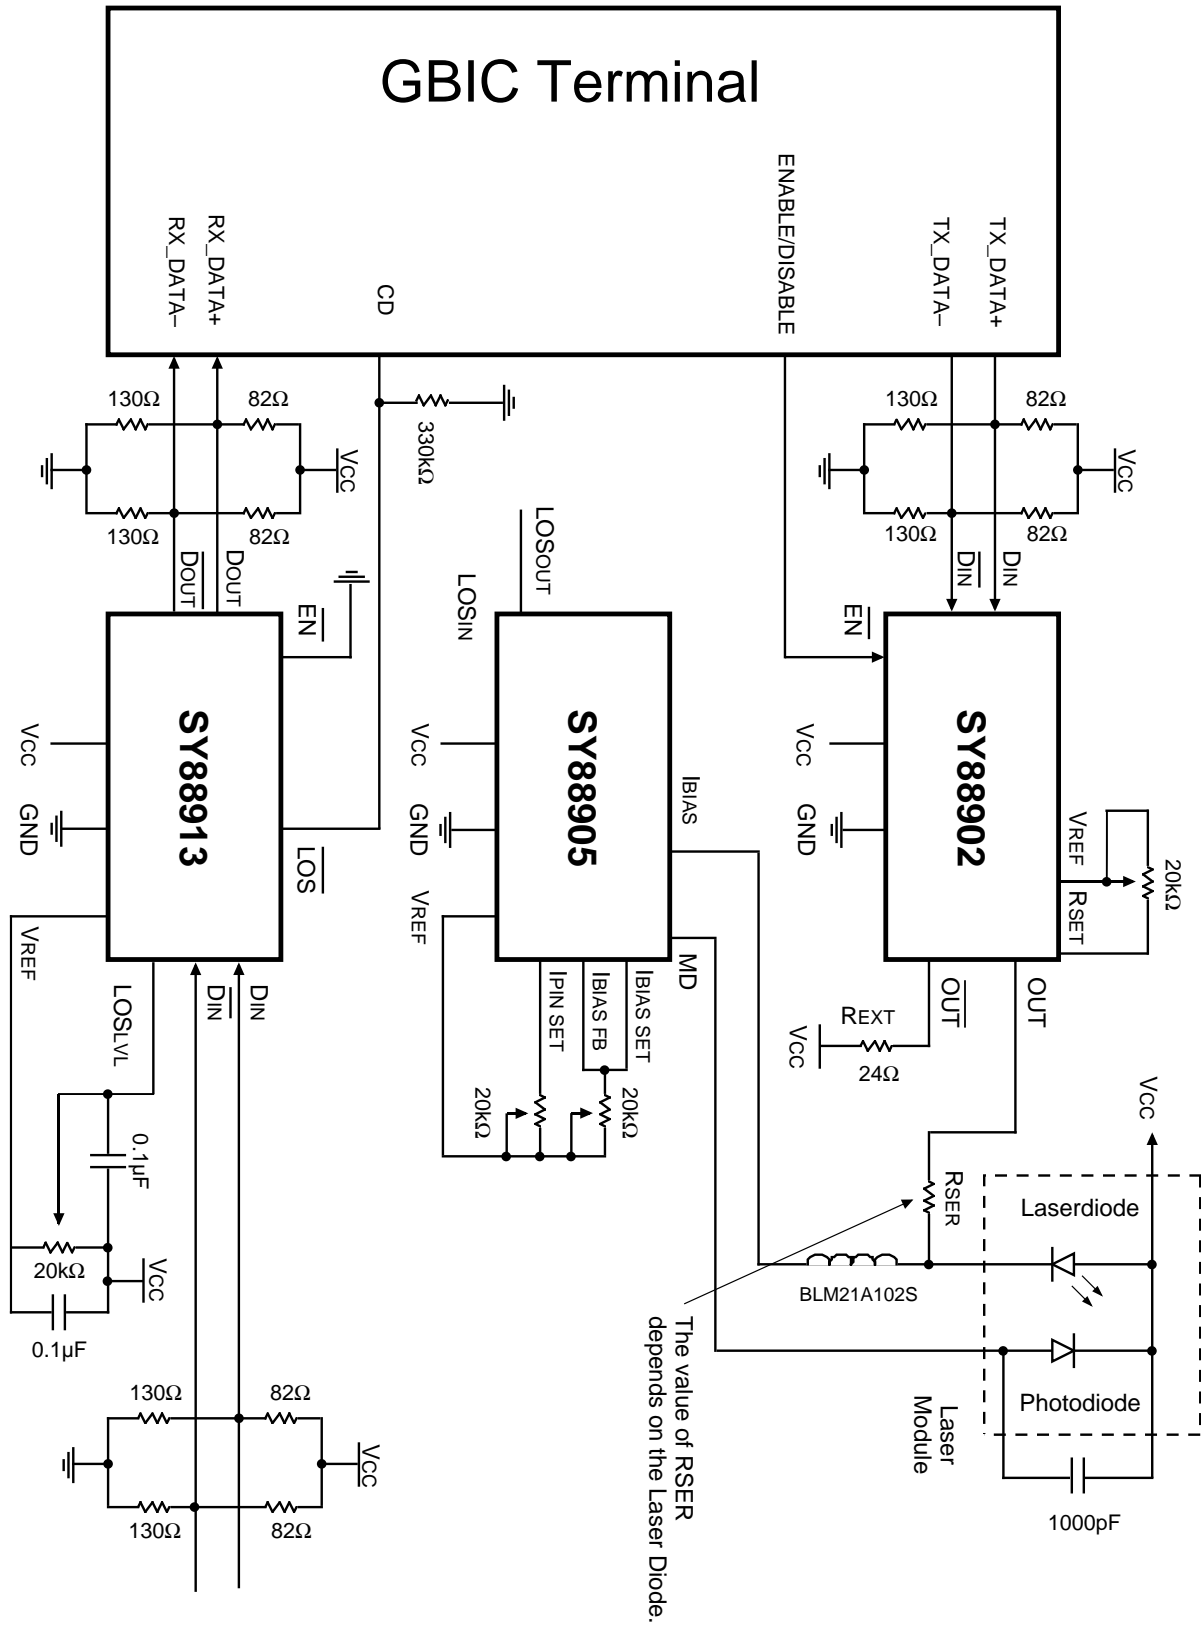 GBIC Terminal
RX_DATA–
RX_DATA+
CD
ENABLE/DISABLE
TX_DATA–
TX_DATA+
130Ω
82Ω
VCC
130Ω
82Ω
330kΩ
130Ω
82Ω
VCC
130Ω
82Ω
DOUT
DOUT
EN
LOSOUT
LOSIN
EN
DIN
DIN
SY88913
VCC
GND
LOS
VREF
SY88905
VCC
GND
IBIAS
VREF
MD
SY88902
VCC
GND
VREF
RSET
20kΩ
LOSLVL
DIN
DIN
IPIN SET
IBIAS FB
IBIAS SET
20kΩ
20kΩ
OUT
OUT
REXT
24Ω
VCC
VCC
0.1µF
20kΩ
VCC
0.1µF
RSER
BLM21A102S
Laserdiode
Photodiode
Laser
Module
1000pF
The value of RSER
depends on the Laser Diode.
130Ω
82Ω
VCC
130Ω
82Ω